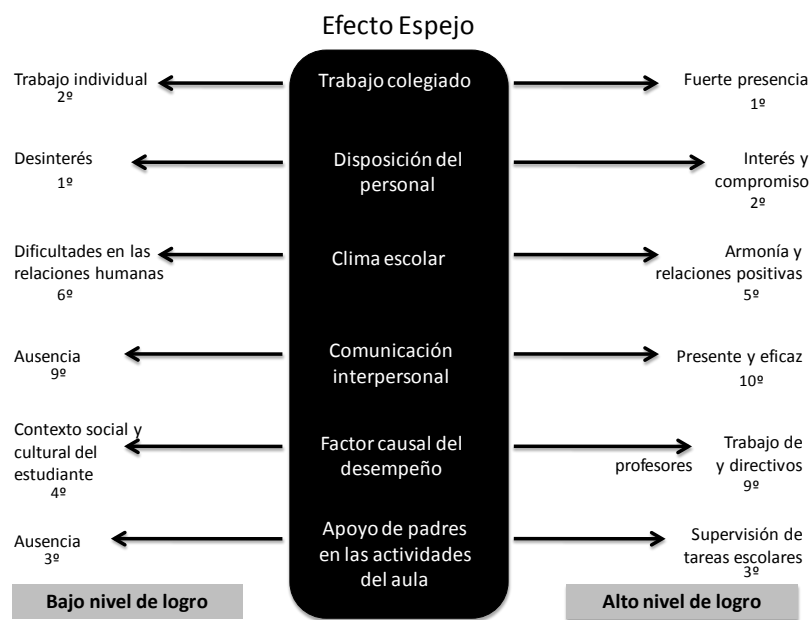 Efecto Espejo
Trabajo individual
2º
Trabajo colegiado
Fuerte presencia
1º
Desinterés
1º
Disposición del
personal
Interés y
compromiso
2º
Dificultades en las
relaciones humanas
6º
Clima escolar
Armonía y
relaciones positivas
5º
Ausencia
9º
Comunicación
interpersonal
Presente y eficaz
10º
Contexto social y
cultural del
estudiante
4º
Factor causal del
desempeño
Trabajo de
profesores y directivos
9º
Ausencia
3º
Apoyo de padres
en las actividades
del aula
Supervisión de
tareas escolares
3º
Bajo nivel de logro
Alto nivel de logro